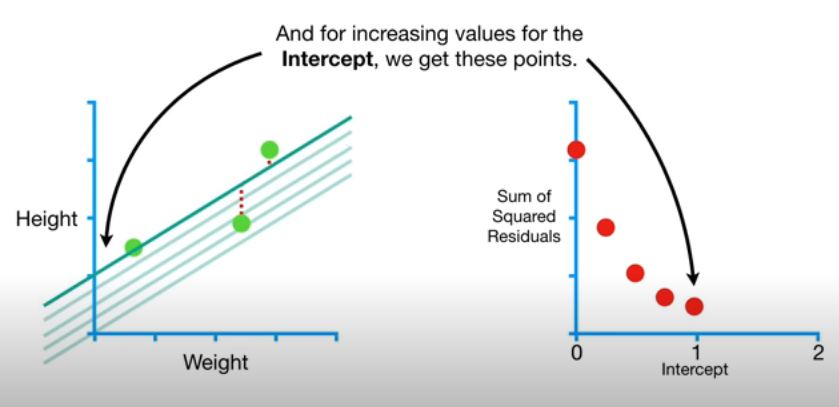 And for increasing values for the
Intercept, we get these points.
Height
Weight
Sum of
Squared
Residuals
0
1
2
Intercept